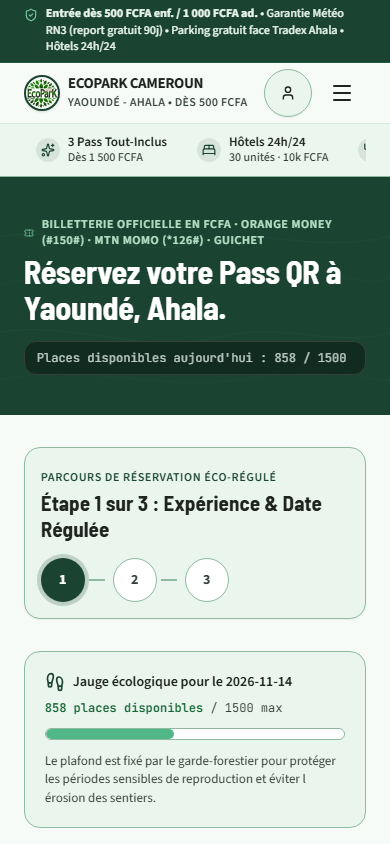 Entrée dès 500 FCFA enf. / 1 000 FCFA ad. • Garantie Météo
RN3 (report gratuit 90j) • Parking gratuit face Tradex Ahala •
Hôtels 24h/24
EcoPark
ECOPARK CAMEROUN
YAOUNDÉ - AHALA • DÈS 500 FCFA
3 Pass Tout-Inclus
Dès 1 500 FCFA
Hôtels 24h/24
30 unités · 10k FCFA
BILLETTERIE OFFICIELLE EN FCFA · ORANGE MONEY
(#150#) · MTN MOMO (*126#) · GUICHET
Réservez votre Pass QR à
Yaoundé, Ahala.
Places disponibles aujourd'hui : 858 / 1500
PARCOURS DE RÉSERVATION ÉCO-RÉGULÉ
Étape 1 sur 3 : Expérience & Date
Régulée
1 2 3
Jauge écologique pour le 2026-11-14
858 places disponibles / 1500 max
Le plafond est fixé par le garde-forestier pour protéger
les périodes sensibles de reproduction et éviter l
érosion des sentiers.